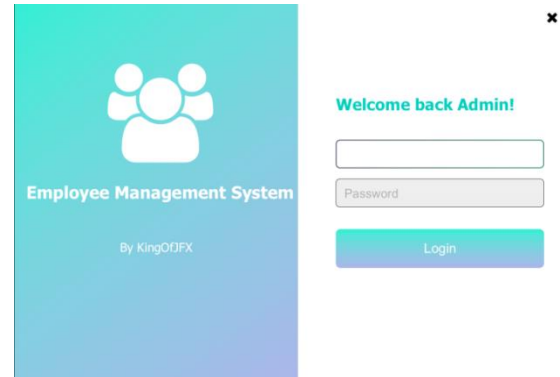 Employee Management System
By KingOfJFX
✖
Welcome back Admin!
Password
Login